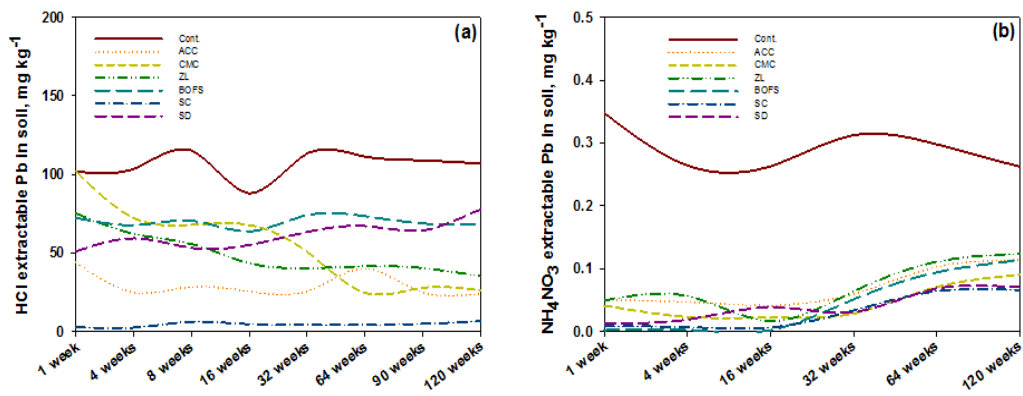 HCl extractable Pb in soil, mg kg-1
200
150
100
50
0
(a)
Cont.
ACC
CMC
ZL
BOFS
SC
SD
1 week
4 weeks
8 weeks
16 weeks
32 weeks
64 weeks
90 weeks
120 weeks
NH4NO3 extractable Pb in soil, mg kg-1
0.5
0.4
0.3
0.2
0.1
0.0
(b)
Cont.
ACC
CMC
ZL
BOFS
SC
SD
1 week
4 weeks
16 weeks
32 weeks
64 weeks
120 weeks